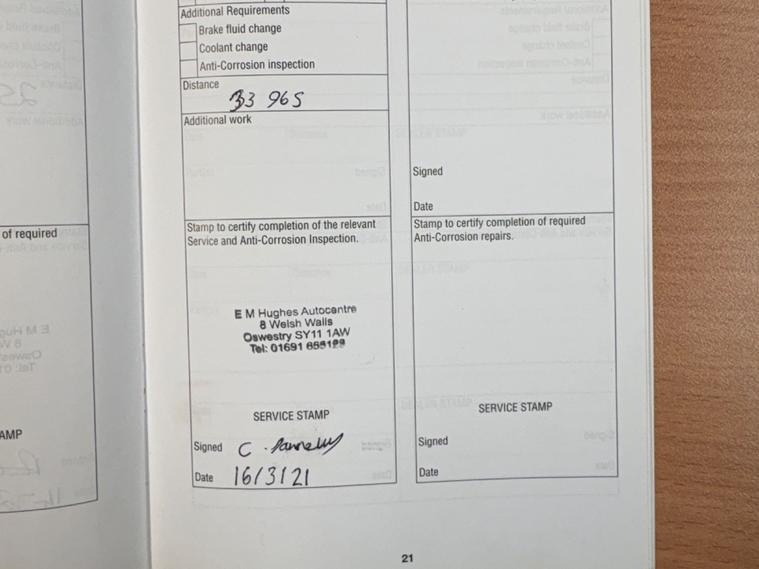 Additional Requirements
Brake fluid change
Coolant change
Anti-Corrosion inspection
Distance
33 965
Additional work
Stamp to certify completion of the relevant
Service and Anti-Corrosion Inspection.
E M Hughes Autocentre
8 Welsh Walls
Oswestry SY11 1AW
Tel: 01691
SERVICE STAMP
Signed C.
Date 16/3/21
Signed
Date
Stamp to certify completion of required
Anti-Corrosion repairs.
SERVICE STAMP
Signed
Date
of required
AMP
21